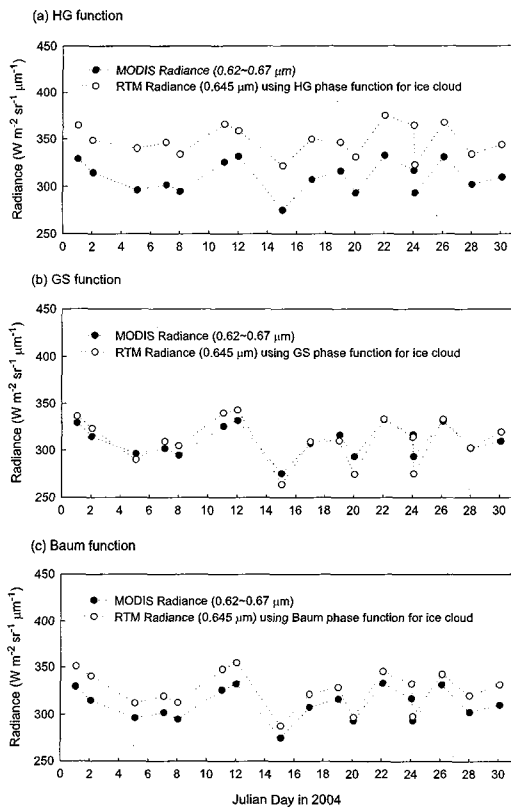 (a) HG function
450
400
350
300
250
Radiance (W m⁻² sr⁻¹ μm⁻¹)
MODIS Radiance (0.62~0.67 μm)
RTM Radiance (0.645 μm) using HG phase function for ice cloud
0 2 4 6 8 10 12 14 16 18 20 22 24 26 28 30
(b) GS function
450
400
350
300
250
Radiance (W m⁻² sr⁻¹ μm⁻¹)
MODIS Radiance (0.62~0.67 μm)
RTM Radiance (0.645 μm) using GS phase function for ice cloud
0 2 4 6 8 10 12 14 16 18 20 22 24 26 28 30
(c) Baum function
450
400
350
300
250
Radiance (W m⁻² sr⁻¹ μm⁻¹)
MODIS Radiance (0.62~0.67 μm)
RTM Radiance (0.645 μm) using Baum phase function for ice cloud
0 2 4 6 8 10 12 14 16 18 20 22 24 26 28 30
Julian Day in 2004